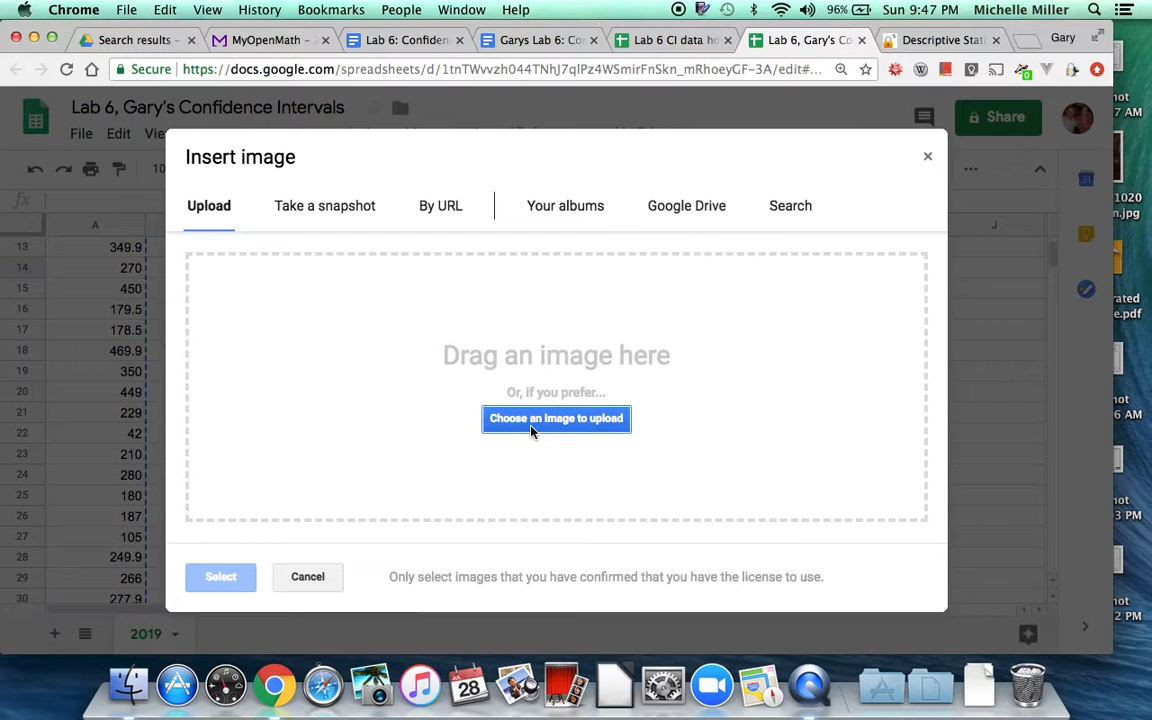 Chrome File Edit View History Bookmarks People Window Help 96% Sun 9:47 PM Michelle Miller
Search results - MyOpenMath - Lab 6: Confiden Garys Lab 6: Co Lab 6 CI data ho Lab 6, Gary's Co Descriptive Stati Gary
Secure https://docs.google.com/spreadsheets/d/1tnTWvvzh044TNhJ7qlPz4WSmirFnSkn_mRhoeyGF-3A/edit#...
Lab 6, Gary's Confidence Intervals
File Edit Share
Insert image
Upload Take a snapshot By URL Your albums Google Drive Search
fx
A J
13 349.9
14 270
15 450
16 179.5
17 178.5
18 469.9
19 350
20 449
21 229
22 42
23 210
24 280
25 180
26 187
27 105
28 249.9
29 266
30 277.9
Drag an image here
Or, if you prefer...
Choose an image to upload
Select Cancel Only select images that you have confirmed that you have the license to use.
2019
JUL
28